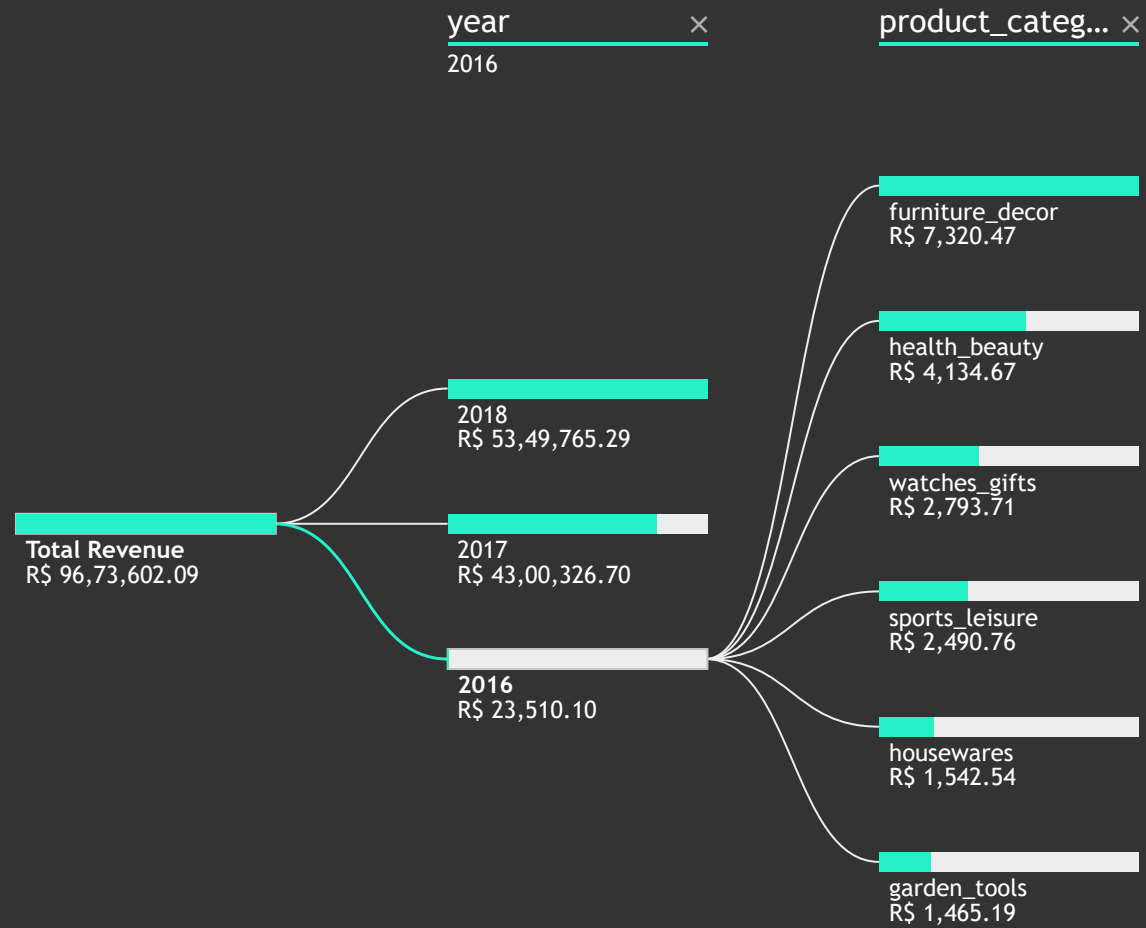 year ×
product_categ... ×
2016
furniture_decor
R$ 7,320.47
health_beauty
R$ 4,134.67
2018
R$ 53,49,765.29
watches_gifts
R$ 2,793.71
Total Revenue
R$ 96,73,602.09
2017
R$ 43,00,326.70
sports_leisure
R$ 2,490.76
2016
R$ 23,510.10
housewares
R$ 1,542.54
garden_tools
R$ 1,465.19